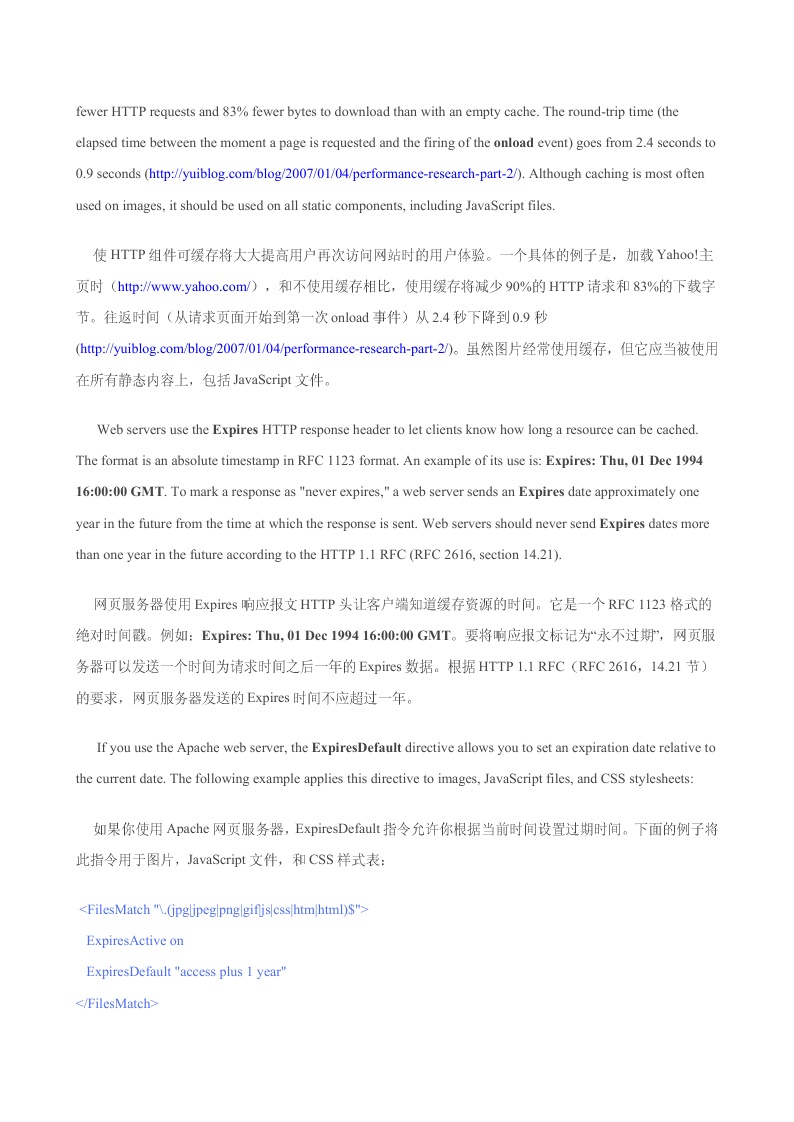 fewer HTTP requests and 83% fewer bytes to download than with an empty cache. The round-trip time (the
elapsed time between the moment a page is requested and the firing of the onload event) goes from 2.4 seconds to
0.9 seconds (http://yuiblog.com/blog/2007/01/04/performance-research-part-2/). Although caching is most often
used on images, it should be used on all static components, including JavaScript files.
使 HTTP 组件可缓存将大大提高用户再次访问网站时的用户体验。一个具体的例子是，加载 Yahoo!主
页时（http://www.yahoo.com/），和不使用缓存相比，使用缓存将减少 90%的 HTTP 请求和 83%的下载字
节。往返时间（从请求页面开始到第一次 onload 事件）从 2.4 秒下降到 0.9 秒
(http://yuiblog.com/blog/2007/01/04/performance-research-part-2/)。虽然图片经常使用缓存，但它应当被使用
在所有静态内容上，包括 JavaScript 文件。
Web servers use the Expires HTTP response header to let clients know how long a resource can be cached.
The format is an absolute timestamp in RFC 1123 format. An example of its use is: Expires: Thu, 01 Dec 1994
16:00:00 GMT. To mark a response as "never expires," a web server sends an Expires date approximately one
year in the future from the time at which the response is sent. Web servers should never send Expires dates more
than one year in the future according to the HTTP 1.1 RFC (RFC 2616, section 14.21).
网页服务器使用 Expires 响应报文 HTTP 头让客户端知道缓存资源的时间。它是一个 RFC 1123 格式的
绝对时间戳。例如：Expires: Thu, 01 Dec 1994 16:00:00 GMT。要将响应报文标记为“永不过期”，网页服
务器可以发送一个时间为请求时间之后一年的 Expires 数据。根据 HTTP 1.1 RFC（RFC 2616，14.21 节）
的要求，网页服务器发送的 Expires 时间不应超过一年。
If you use the Apache web server, the ExpiresDefault directive allows you to set an expiration date relative to
the current date. The following example applies this directive to images, JavaScript files, and CSS stylesheets:
如果你使用 Apache 网页服务器，ExpiresDefault 指令允许你根据当前时间设置过期时间。下面的例子将
此指令用于图片，JavaScript 文件，和 CSS 样式表：
<FilesMatch "\.(jpg|jpeg|png|gif|js|css|htm|html)$">
ExpiresActive on
ExpiresDefault "access plus 1 year"
</FilesMatch>